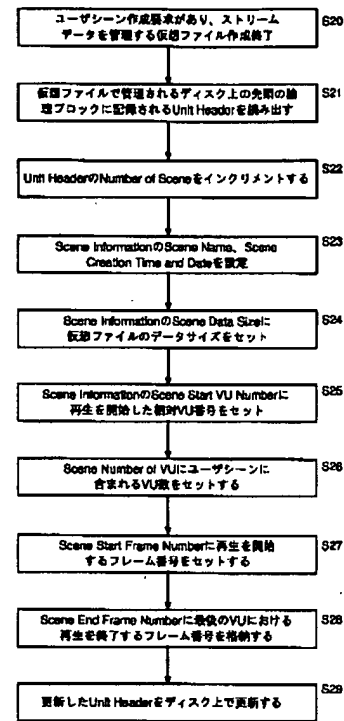 ユーザシーン作成要求があり、ストリーム
データを管理する仮想ファイル作成終了
S20
仮想ファイルで管理されるディスク上の先頭の論
理ブロックに記録されるUnit Headerを読み出す
S21
Unit HeaderのNumber of Sceneをインクリメントする
S22
Scene InformationのScene Name、Scene
Creation Time and Dateを設定
S23
Scene InformationのScene Data Sizeに
仮想ファイルのデータサイズをセット
S24
Scene InformationのScene Start VU Numberに
再生を開始した相対VU番号をセット
S25
Scene Number of VUにユーザシーンに
含まれるVU数をセットする
S26
Scene Start Frame Numberに再生を開始
するフレーム番号をセットする
S27
Scene End Frame Numberに最後のVUにおける
再生を終了するフレーム番号を格納する
S28
更新したUnit Headerをディスク上で更新する
S29